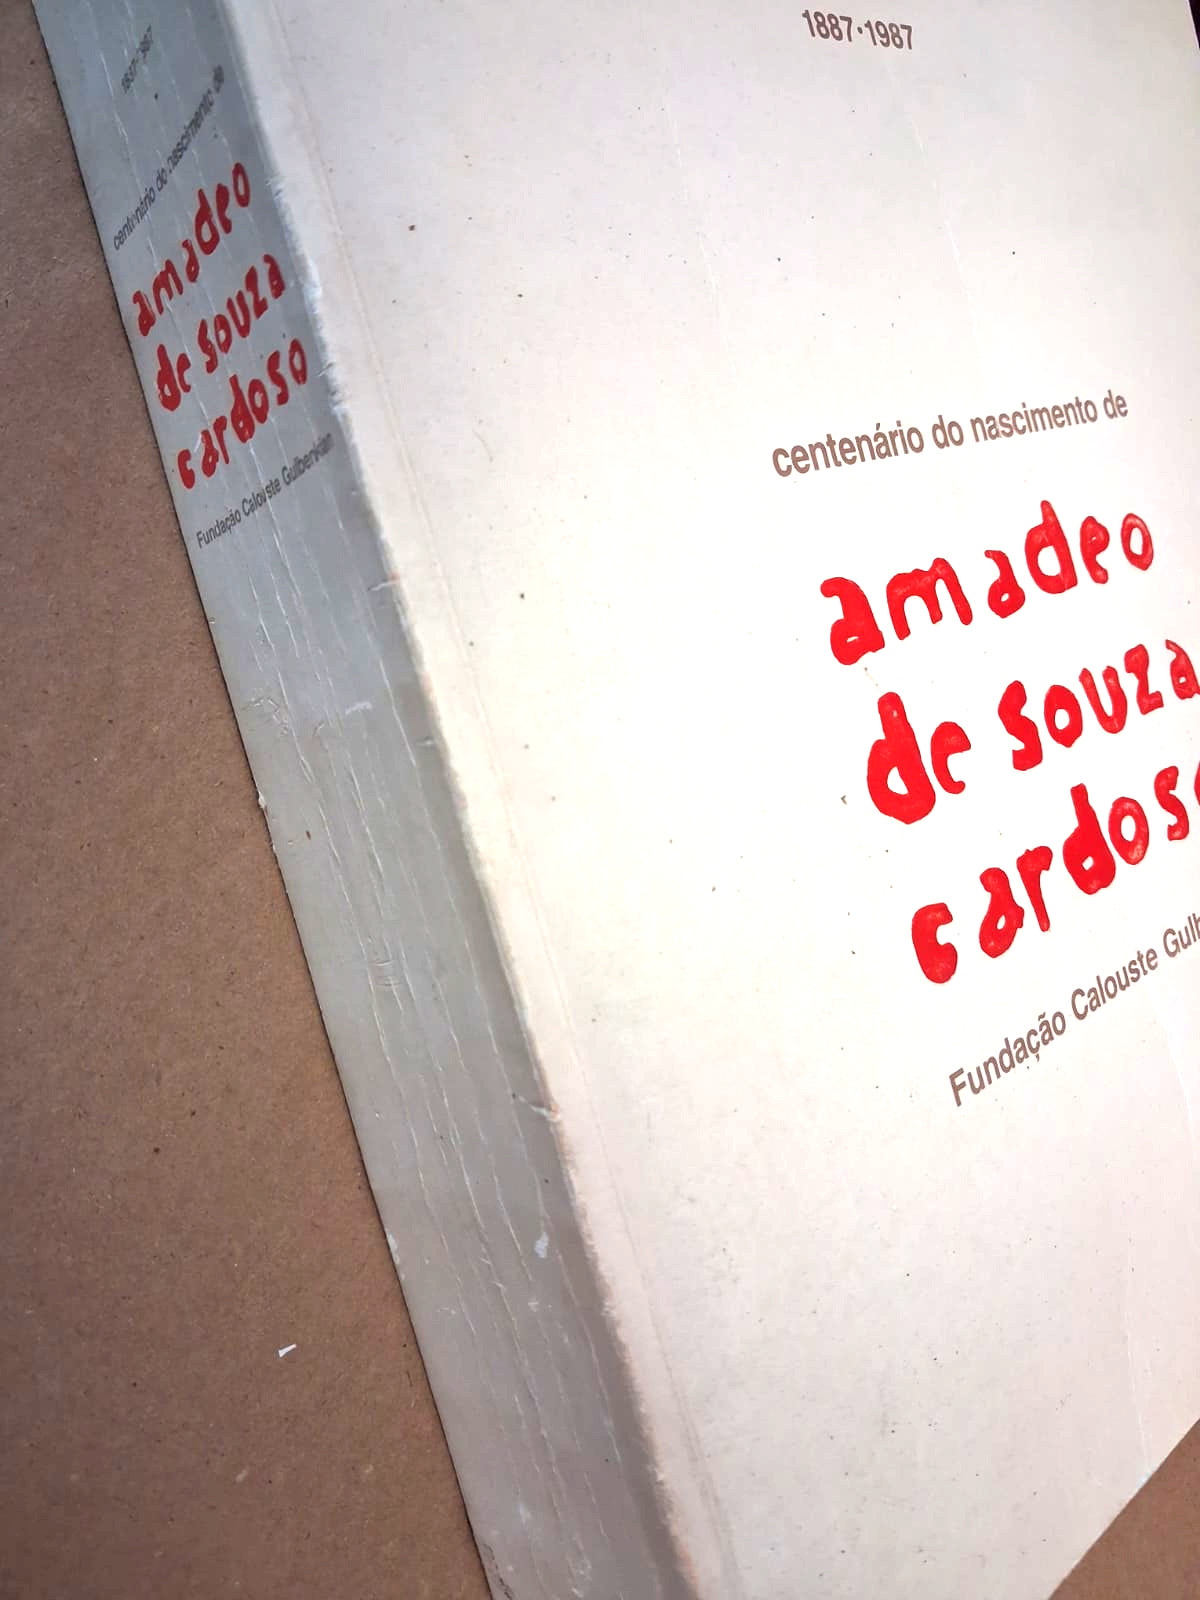 1887-1987
centenário do nascimento de
amadeo
de souza
cardoso
Fundação Calouste Gulbenkian
1887·1987
centenário do nascimento de
amadeo
de souza
cardoso
Fundação Calouste Gulb